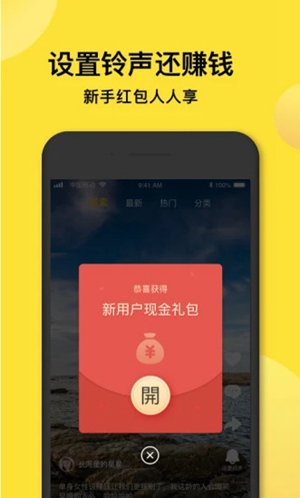 设置铃声还赚钱
新手红包人人享
9:41 AM
100%
最新
热门
分类
恭喜获得
新用户现金礼包
¥
開